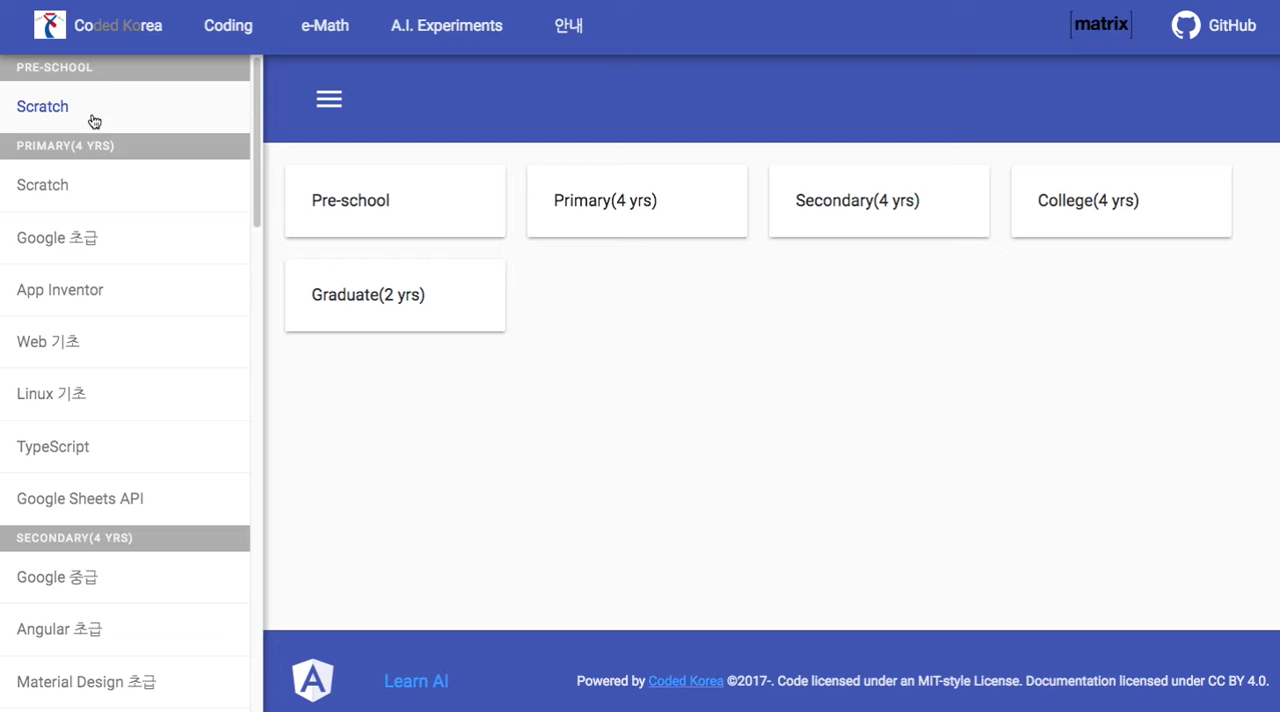 Coded Korea Coding e-Math A.I. Experiments 안내 matrix GitHub
PRE-SCHOOL
Scratch
PRIMARY(4 YRS)
Scratch
Google 초급
App Inventor
Web 기초
Linux 기초
TypeScript
Google Sheets API
SECONDARY(4 YRS)
Google 중급
Angular 초급
Material Design 초급
Pre-school Primary(4 yrs) Secondary(4 yrs) College(4 yrs)
Graduate(2 yrs)
A Learn AI Powered by Coded Korea ©2017-. Code licensed under an MIT-style License. Documentation licensed under CC BY 4.0.